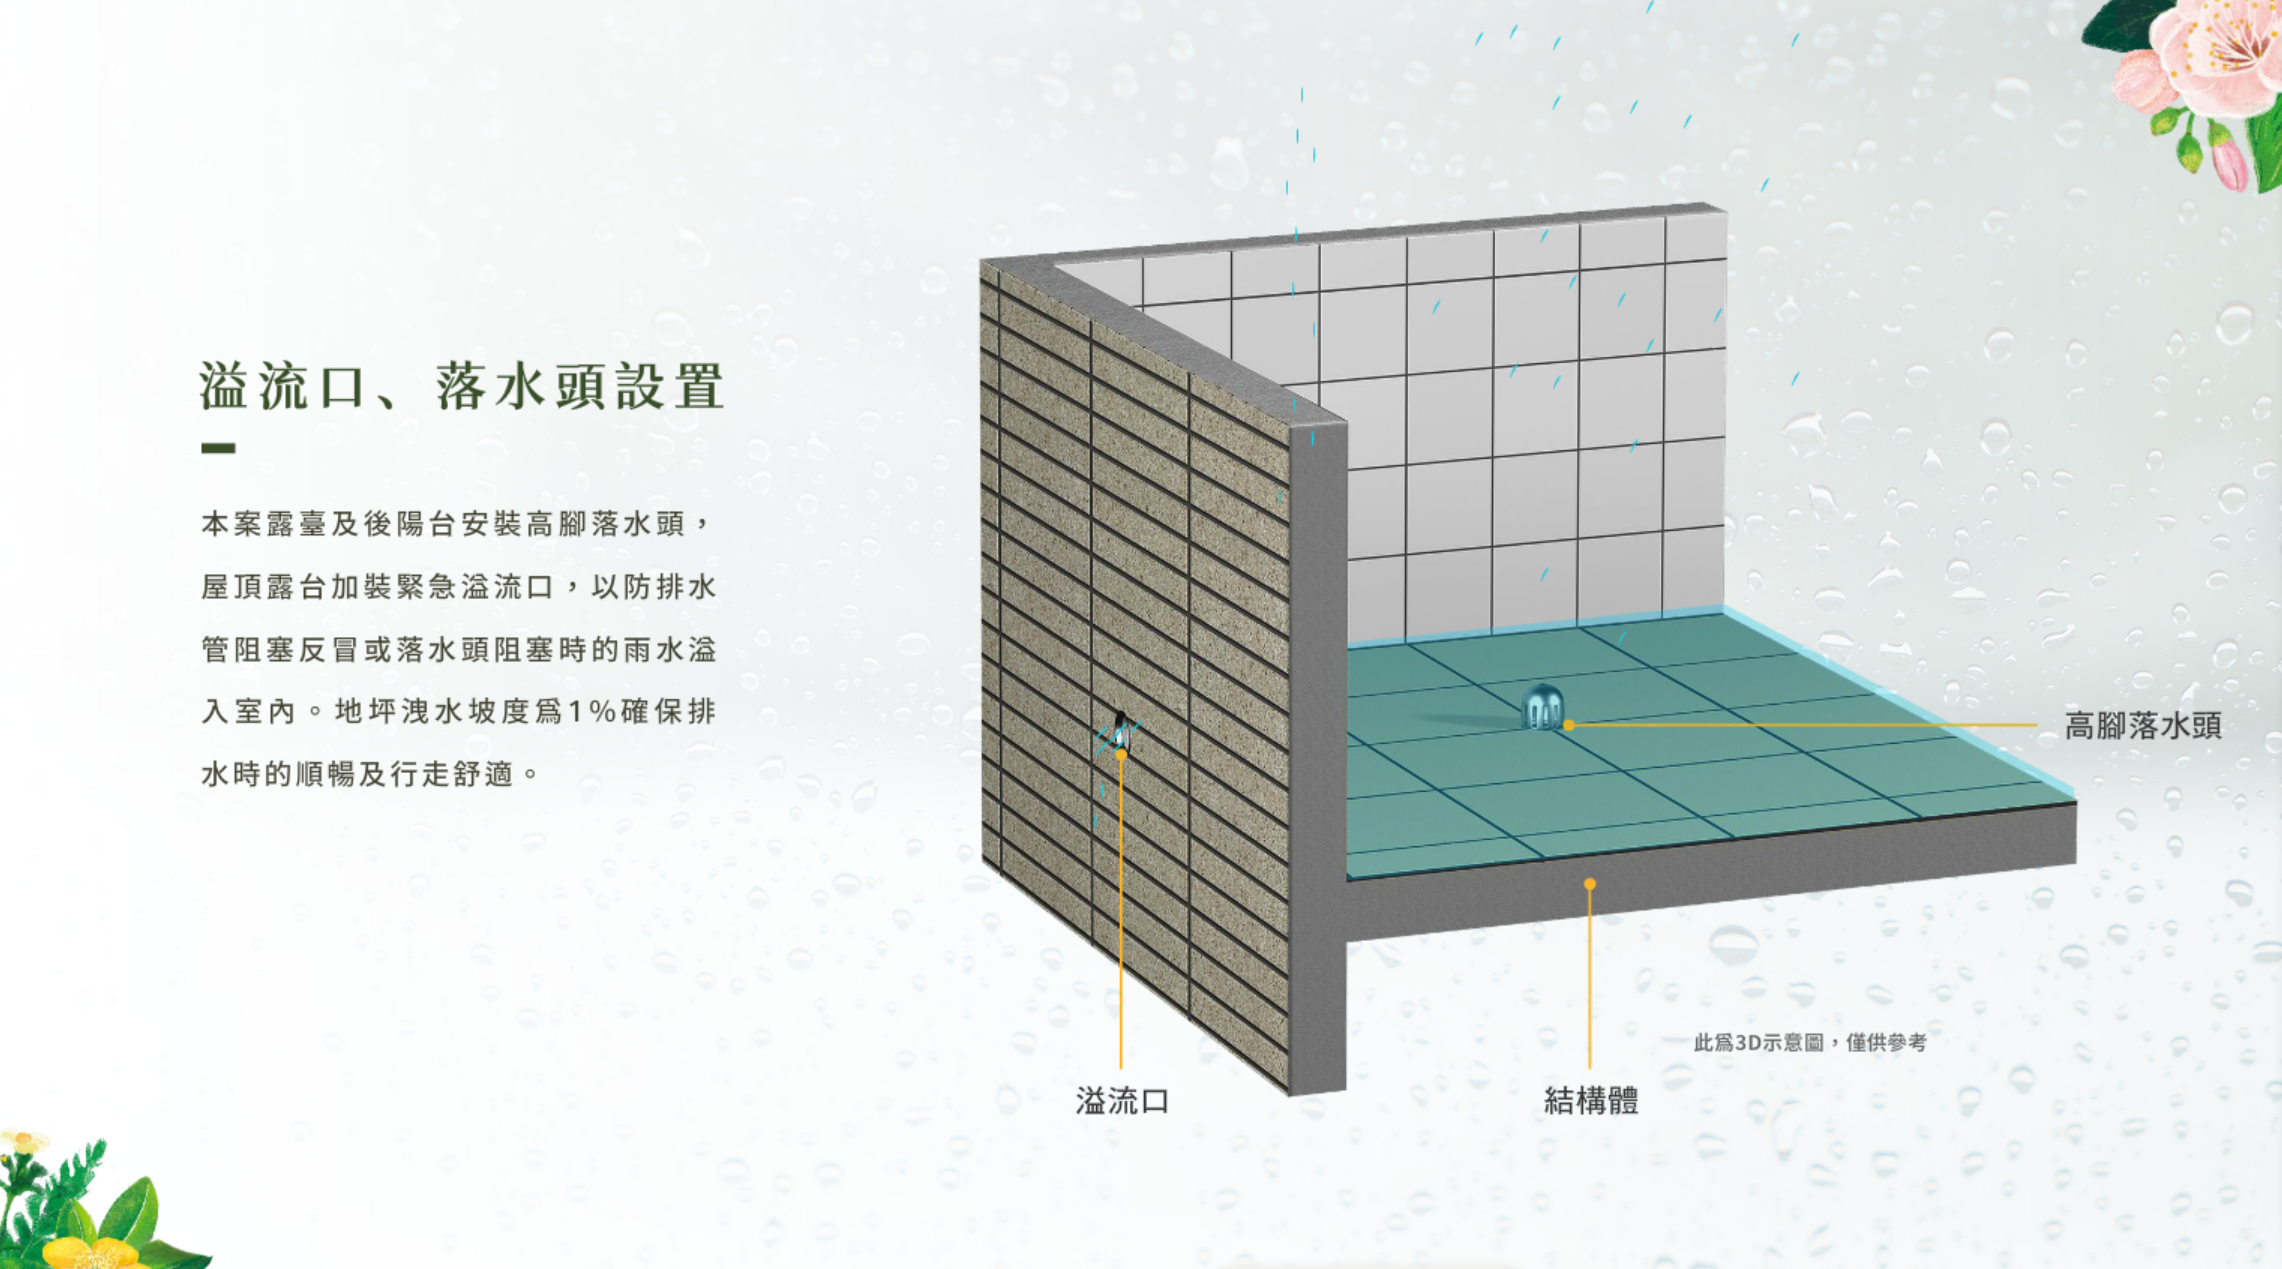 溢流口、落水頭設置
本案露臺及後陽台安裝高腳落水頭，
屋頂露台加裝緊急溢流口，以防排水
管阻塞反冒或落水頭阻塞時的雨水溢
入室內。地坪洩水坡度爲1%確保排
水時的順暢及行走舒適。
高腳落水頭
此爲3D示意圖，僅供參考
溢流口
結構體